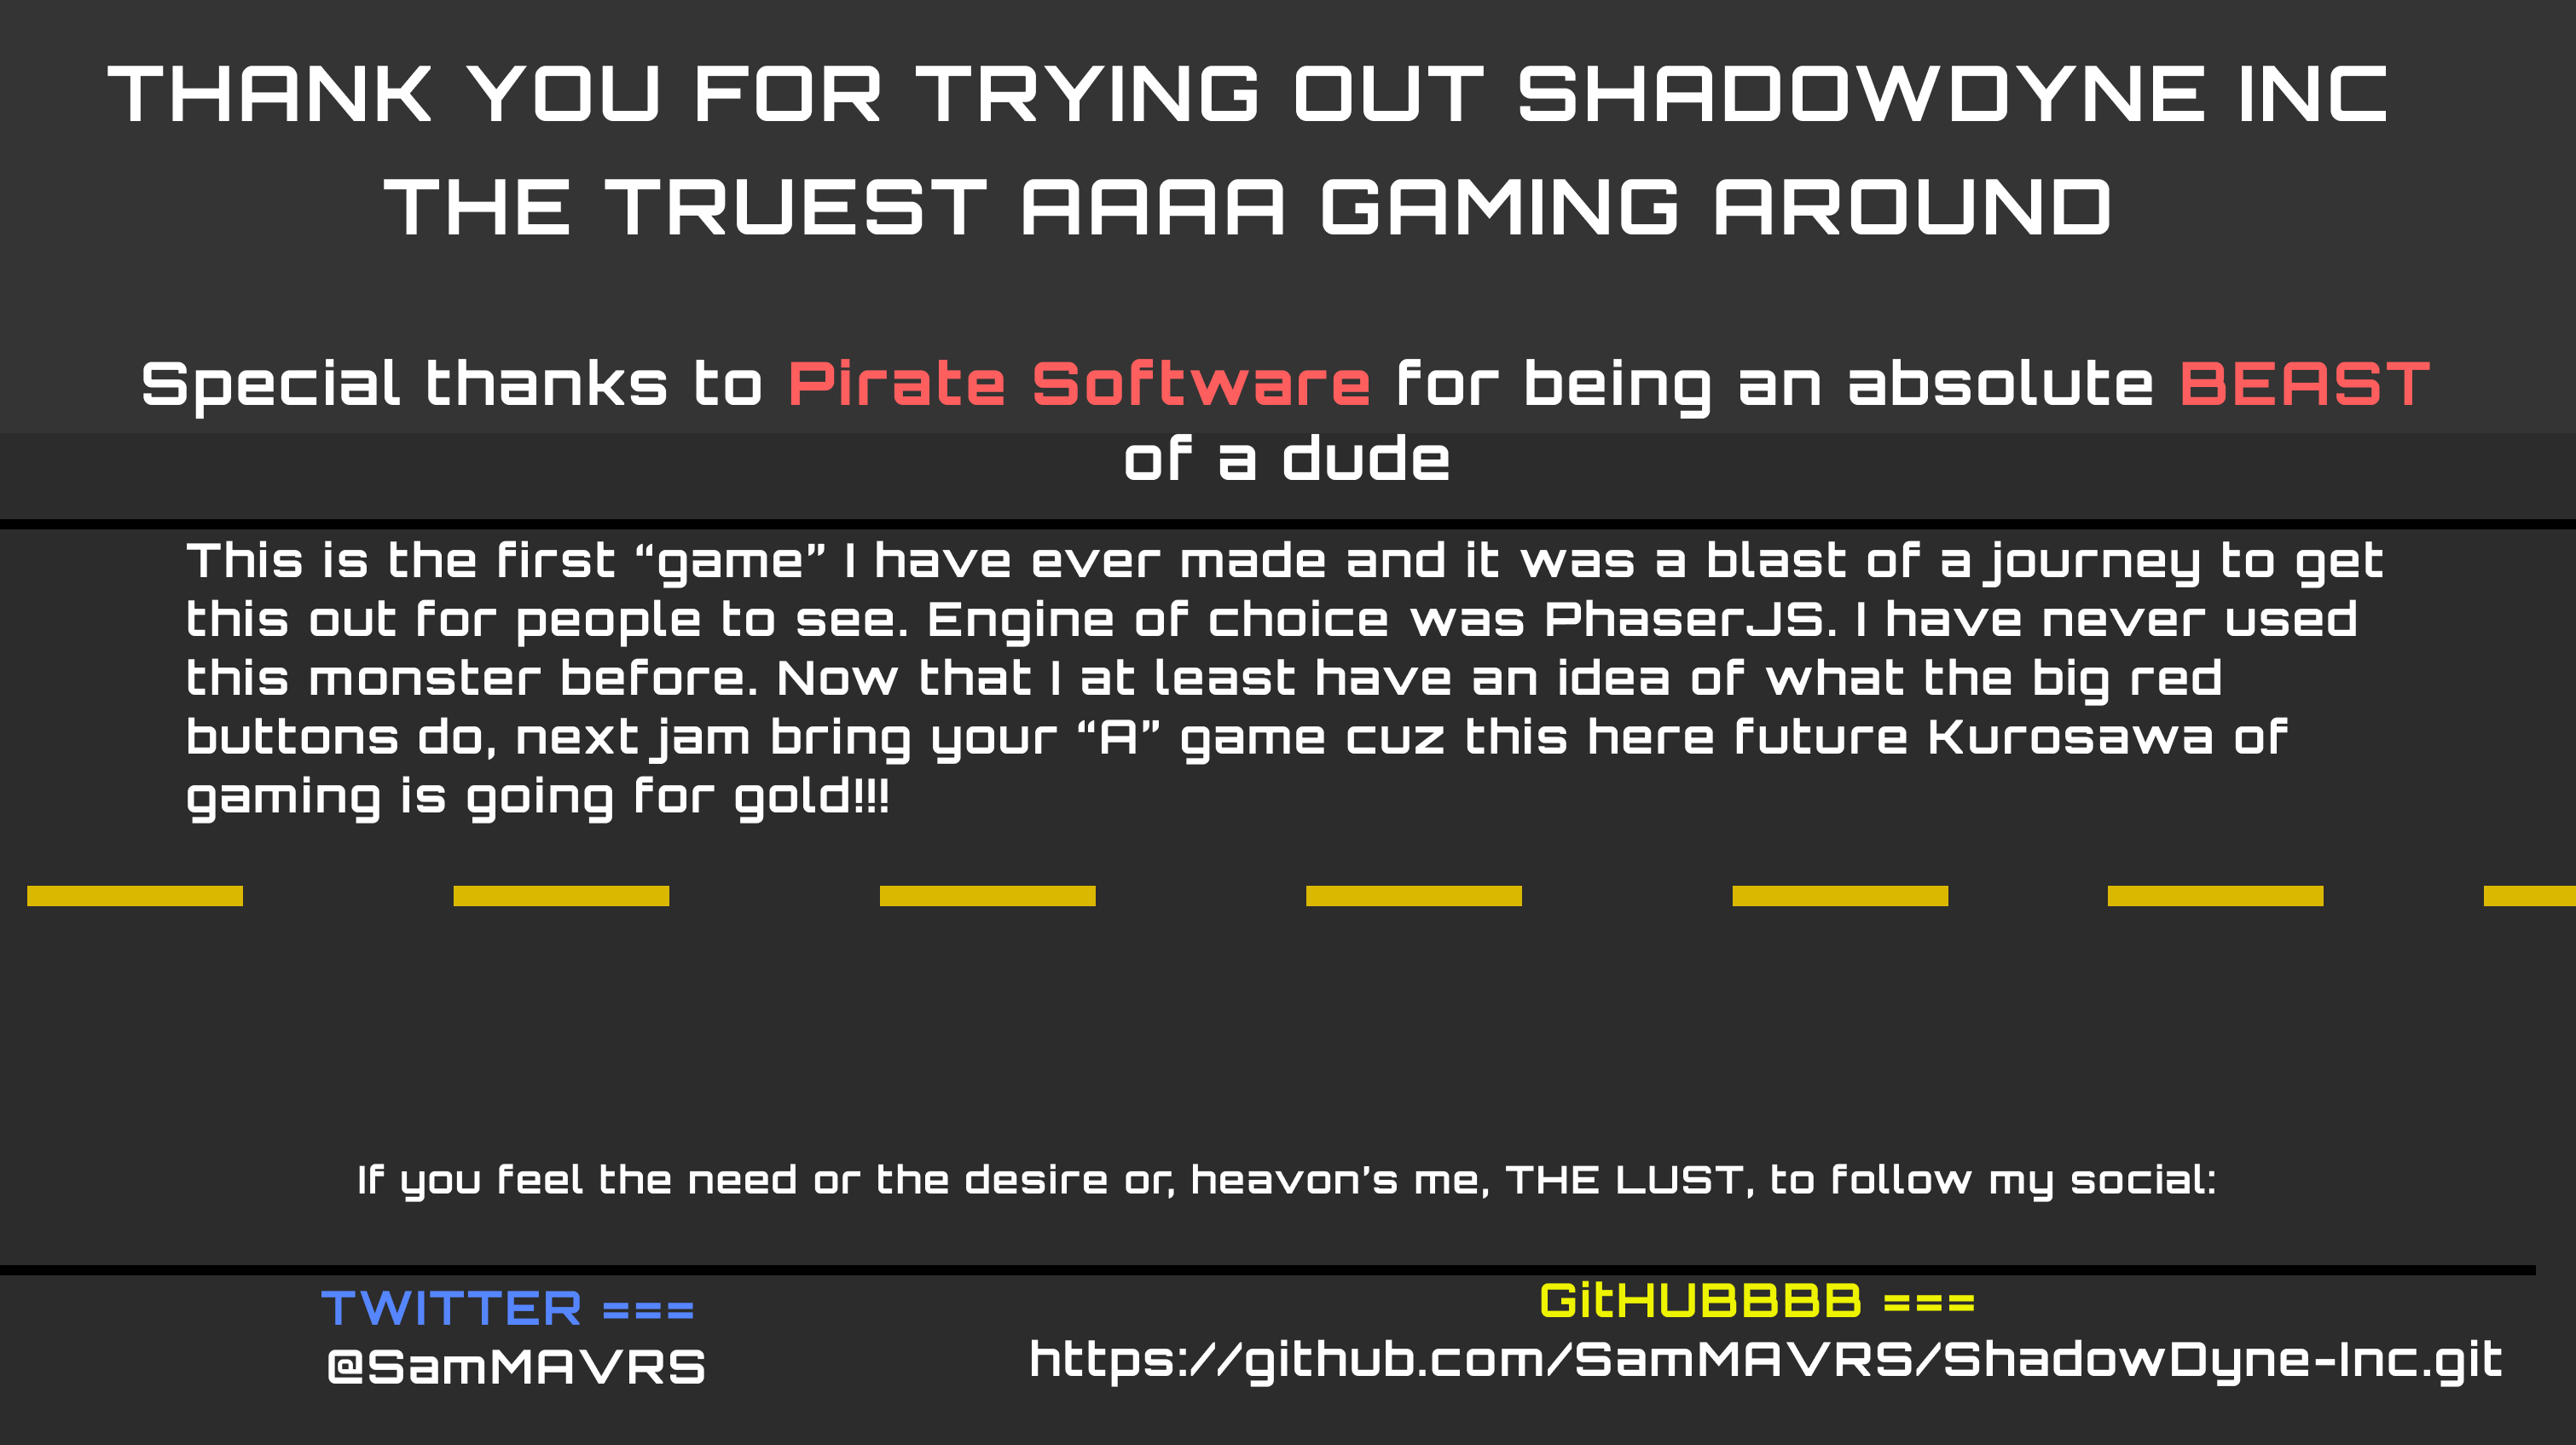 THANK YOU FOR TRYING OUT SHADOWDYNE INC
THE TRUEST AAAA GAMING AROUND
Special thanks to Pirate Software for being an absolute BEAST
of a dude
This is the first “game” I have ever made and it was a blast of a journey to get
this out for people to see. Engine of choice was PhaserJS. I have never used
this monster before. Now that I at least have an idea of what the big red
buttons do, next jam bring your “A” game cuz this here future Kurosawa of
gaming is going for gold!!!
If you feel the need or the desire or, heavon’s me, THE LUST, to follow my social:
TWITTER ===
@SamMAVRS
GitHUBBBB ===
https://github.com/SamMAVRS/ShadowDyne-Inc.git